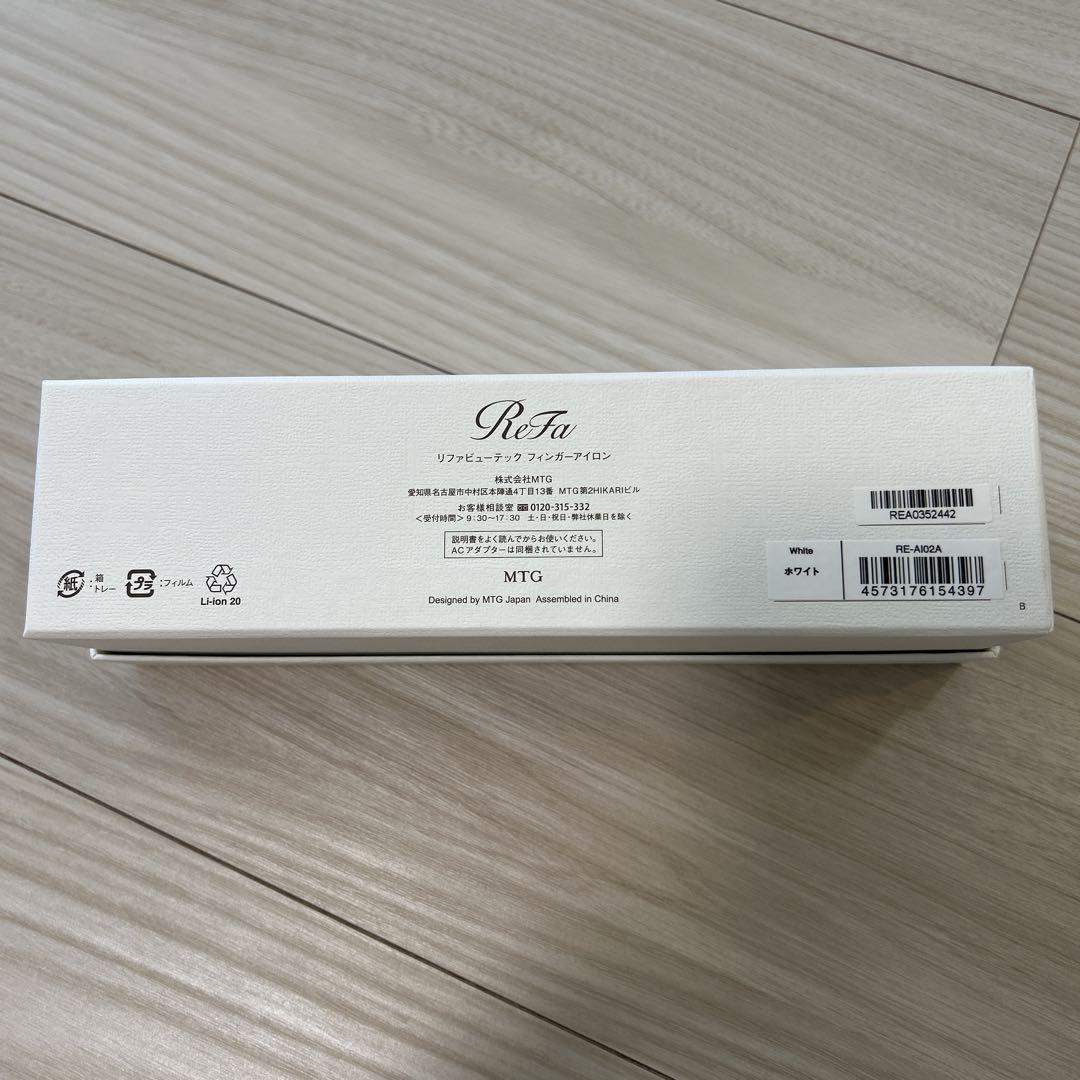 ReFa
リファビューテック フィンガーアイロン
株式会社MTG
愛知県名古屋市中村区本陣通4丁目13番 MTG第2HIKARIビル
お客様相談室 0120-315-332
＜受付時間＞9:30〜17:30 土・日・祝日・弊社休業日を除く
説明書をよく読んでからお使いください。
ACアダプターは同梱されていません。
MTG
Designed by MTG Japan Assembled in China
紙 :箱
トレー
プラ :フィルム
Li-ion 20
REA0352442
White
ホワイト
RE-AI02A
4573176154397
B